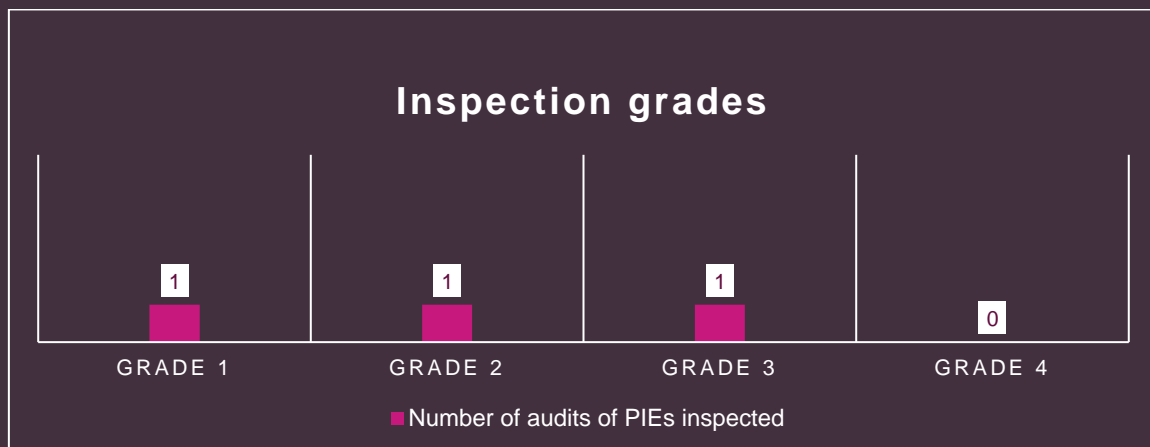 Inspection grades
1 1 1 0
GRADE 1 GRADE 2 GRADE 3 GRADE 4
Number of audits of PIEs inspected